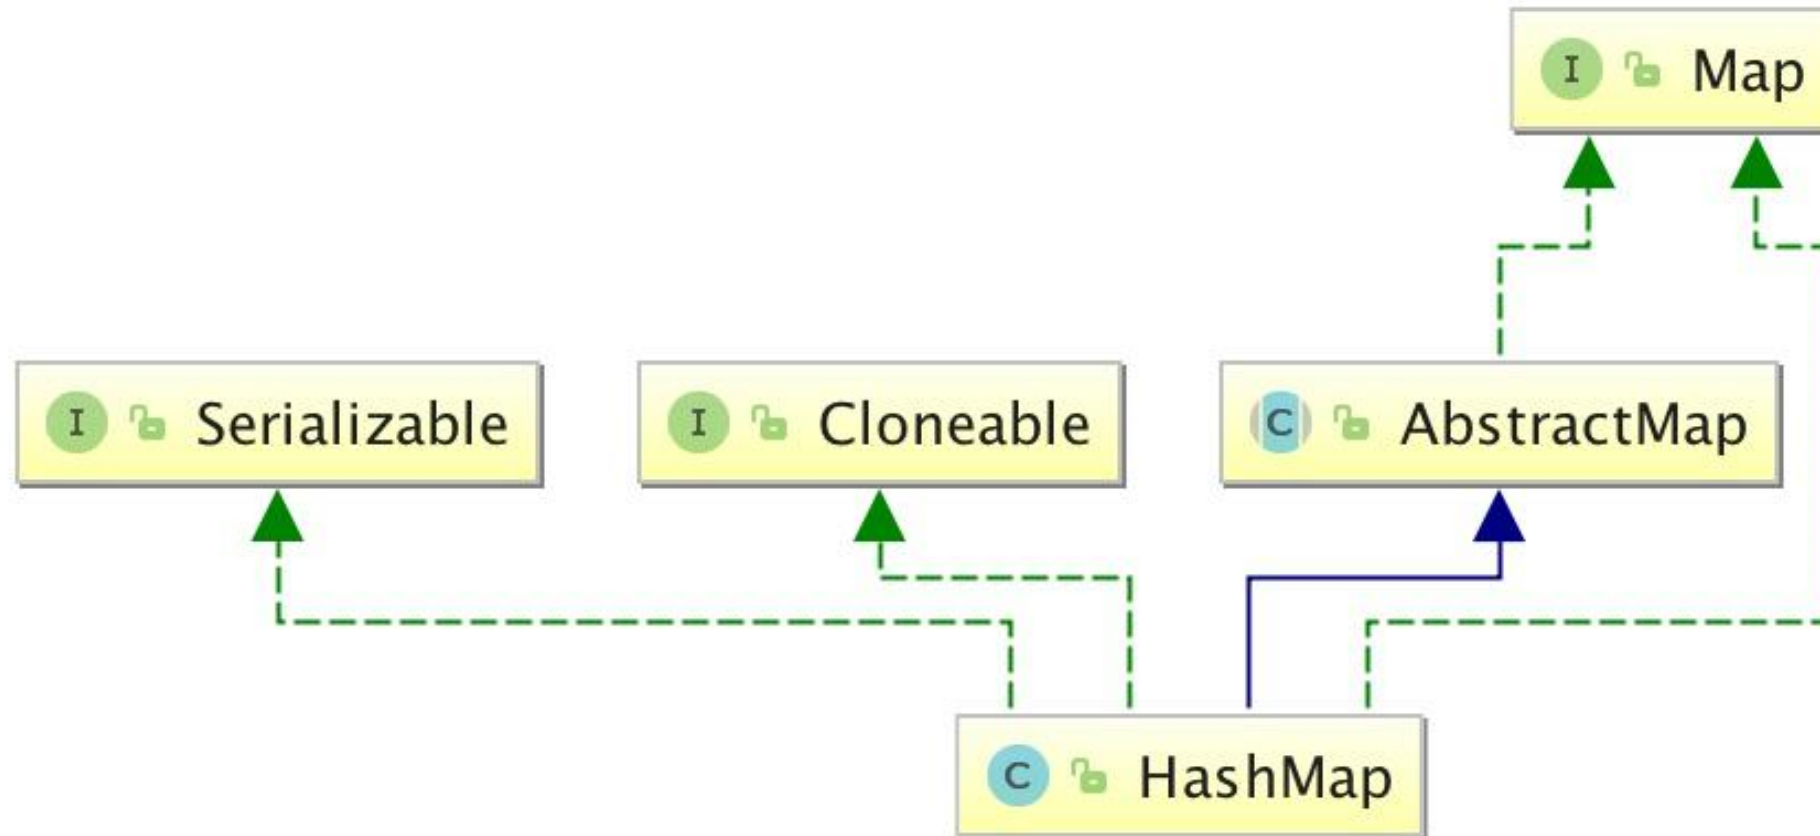 I Map
I Serializable
I Cloneable
C AbstractMap
C HashMap